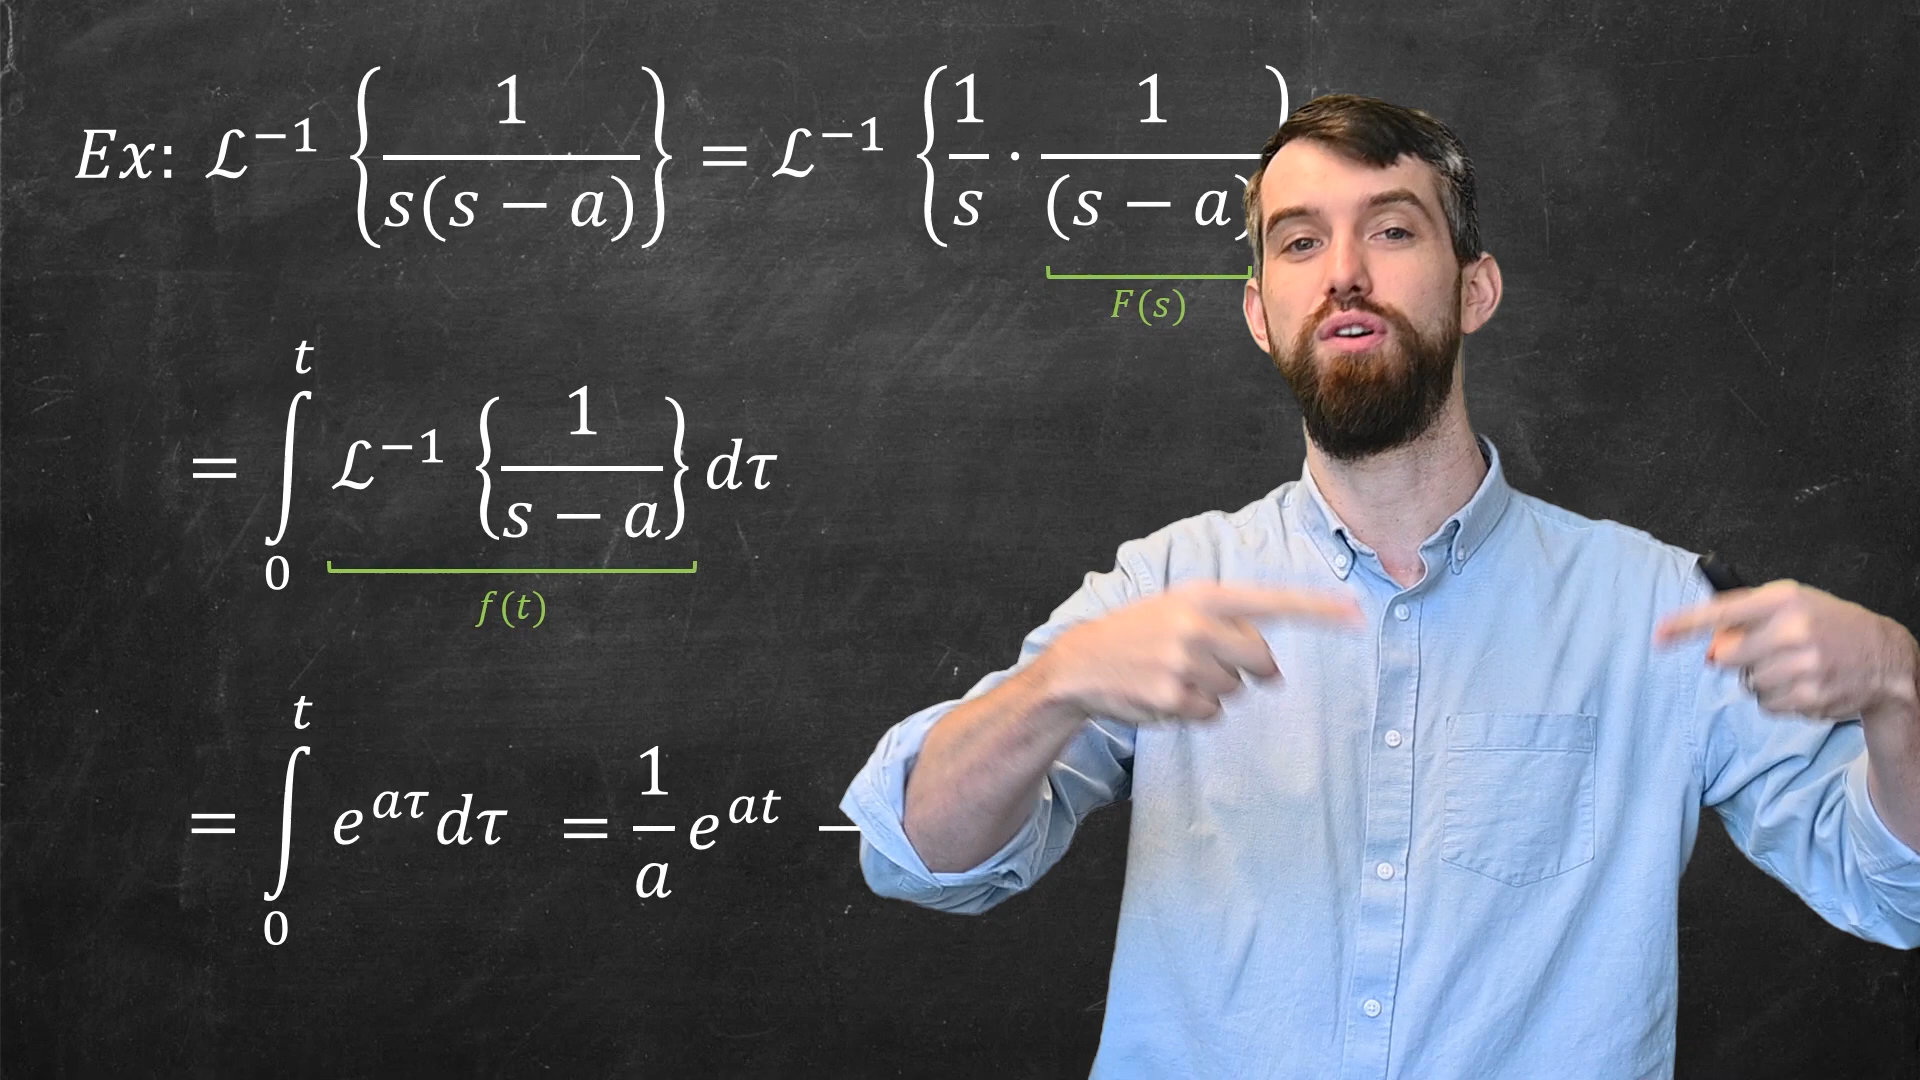 Ex: ℒ⁻¹ {1/(s(s − a))} = ℒ⁻¹ {1/s · 1/(s − a)
F(s)
= ∫₀ᵗ ℒ⁻¹ {1/(s − a)} dτ
f(t)
= ∫₀ᵗ e^{aτ} dτ = 1/a e^{at} −